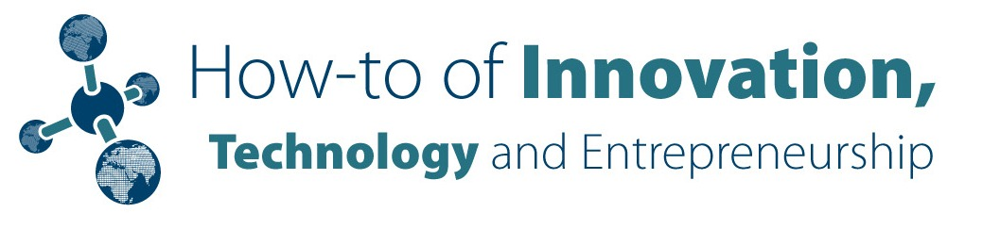 How-to of Innovation,
Technology and Entrepreneurship